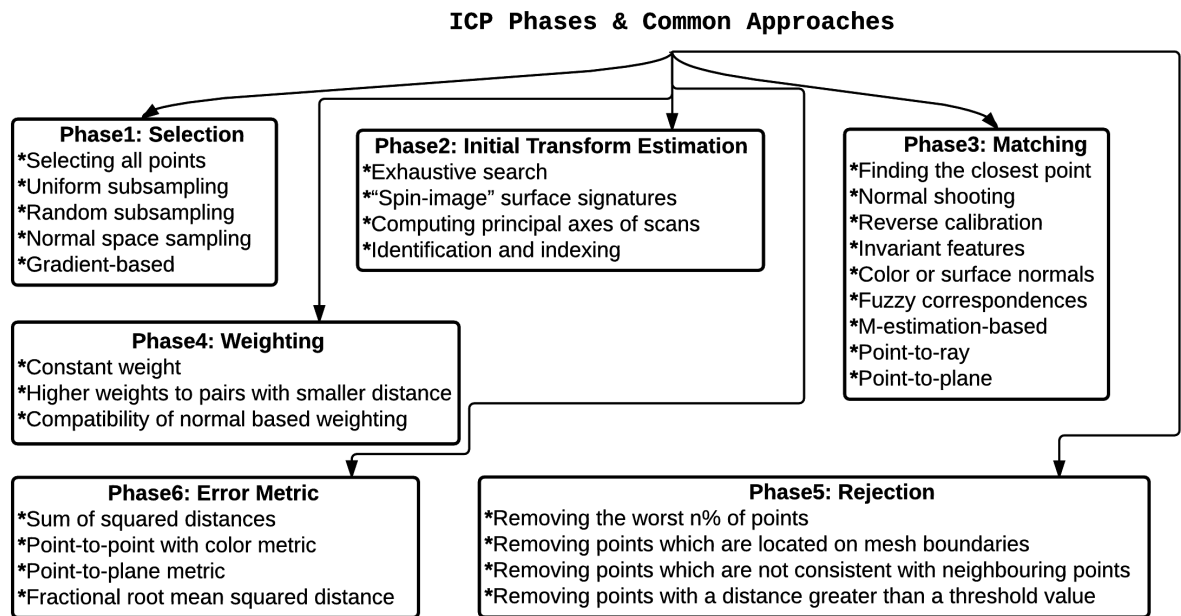 ICP Phases & Common Approaches
Phase1: Selection
*Selecting all points
*Uniform subsampling
*Random subsampling
*Normal space sampling
*Gradient-based
Phase2: Initial Transform Estimation
*Exhaustive search
*“Spin-image” surface signatures
*Computing principal axes of scans
*Identification and indexing
Phase3: Matching
*Finding the closest point
*Normal shooting
*Reverse calibration
*Invariant features
*Color or surface normals
*Fuzzy correspondences
*M-estimation-based
*Point-to-ray
*Point-to-plane
Phase4: Weighting
*Constant weight
*Higher weights to pairs with smaller distance
*Compatibility of normal based weighting
Phase6: Error Metric
*Sum of squared distances
*Point-to-point with color metric
*Point-to-plane metric
*Fractional root mean squared distance
Phase5: Rejection
*Removing the worst n% of points
*Removing points which are located on mesh boundaries
*Removing points which are not consistent with neighbouring points
*Removing points with a distance greater than a threshold value